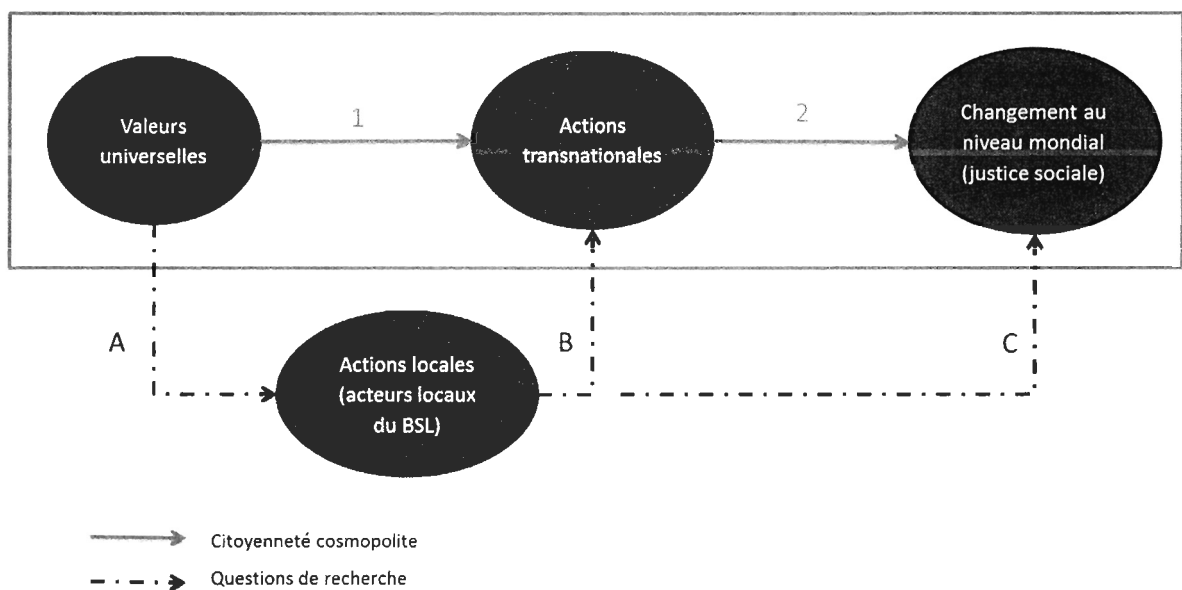 Valeurs
universelles
1
Actions
transnationales
2
Changement au
niveau mondial
(justice sociale)
A
Actions locales
(acteurs locaux
du BSL)
B
C
Citoyenneté cosmopolite
Questions de recherche